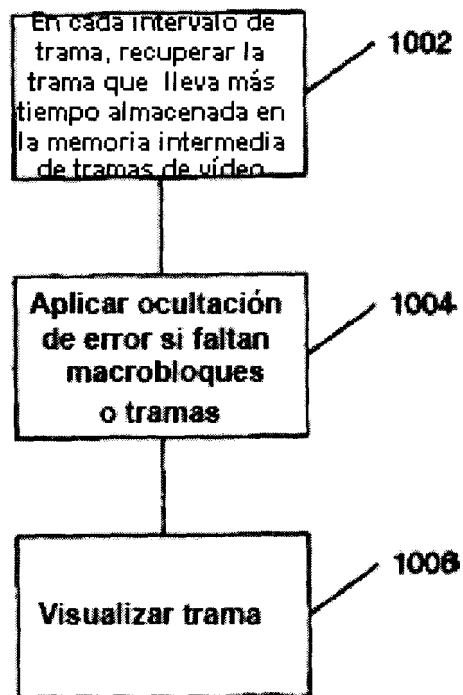 En cada intervalo de
trama, recuperar la
trama que lleva más
tiempo almacenada en
la memoria intermedia
de tramas de vídeo
1002
Aplicar ocultación
de error si faltan
macrobloques
o tramas
1004
Visualizar trama
1006